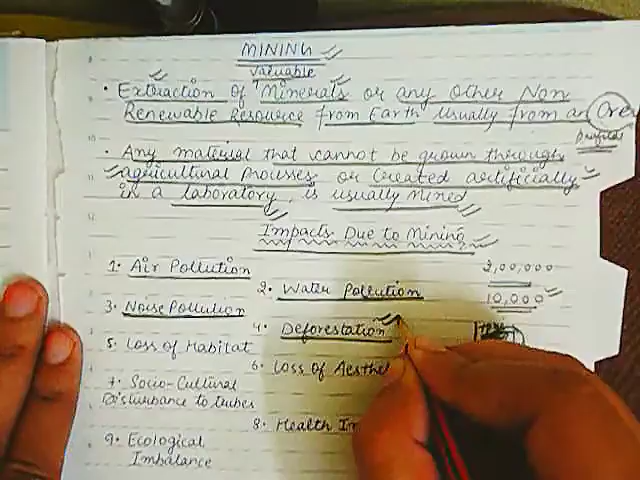 MINING
Valuable
• Extraction of Minerals or any other Non
Renewable Resource from Earth usually from an Ore
• Any material that cannot be grown through
agricultural processes or created artificially
in a laboratory, is usually mined
Impacts Due to Mining
1. Air Pollution
2,00,000
2. Water Pollution
10,000
3. Noise Pollution
4. Deforestation
5. Loss of Habitat
6. Loss of Aesthe
7. Socio-Cultural
Disturbance to tribes
8. Health Im
9. Ecological
Imbalance